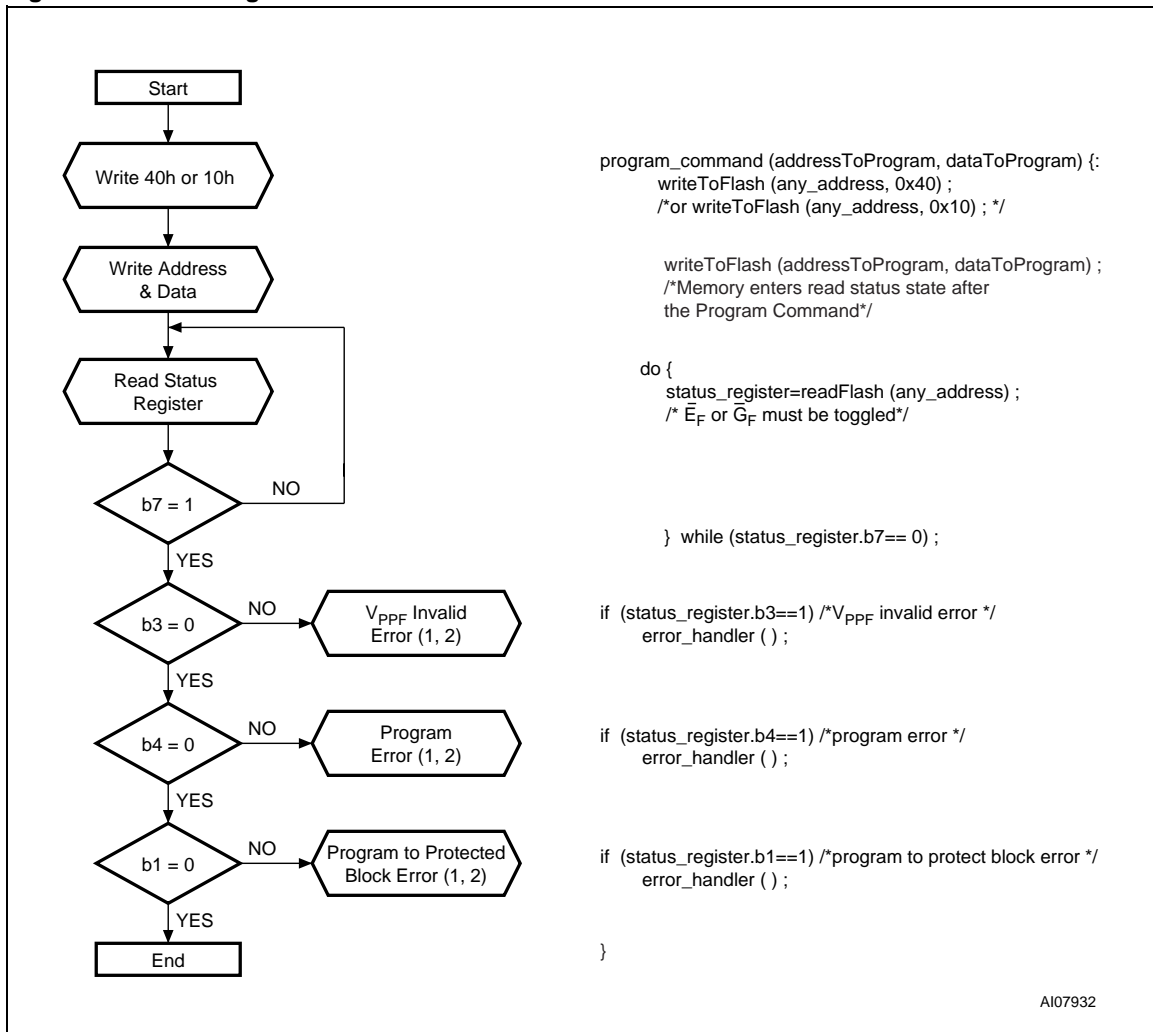 Start
Write 40h or 10h
Write Address
& Data
Read Status
Register
b7 = 1
NO
YES
b3 = 0
NO
VPPF Invalid
Error (1, 2)
YES
b4 = 0
NO
Program
Error (1, 2)
YES
b1 = 0
NO
Program to Protected
Block Error (1, 2)
YES
End
program_command (addressToProgram, dataToProgram) {:
writeToFlash (any_address, 0x40) ;
/*or writeToFlash (any_address, 0x10) ; */
writeToFlash (addressToProgram, dataToProgram) ;
/*Memory enters read status state after
the Program Command*/
do {
status_register=readFlash (any_address) ;
/* E̅F or G̅F must be toggled*/
} while (status_register.b7== 0) ;
if (status_register.b3==1) /*VPPF invalid error */
error_handler ( ) ;
if (status_register.b4==1) /*program error */
error_handler ( ) ;
if (status_register.b1==1) /*program to protect block error */
error_handler ( ) ;
}
AI07932